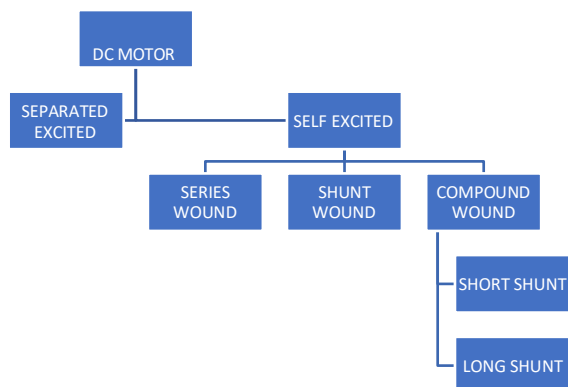 DC MOTOR
SEPARATED
EXCITED
SELF EXCITED
SERIES
WOUND
SHUNT
WOUND
COMPOUND
WOUND
SHORT SHUNT
LONG SHUNT